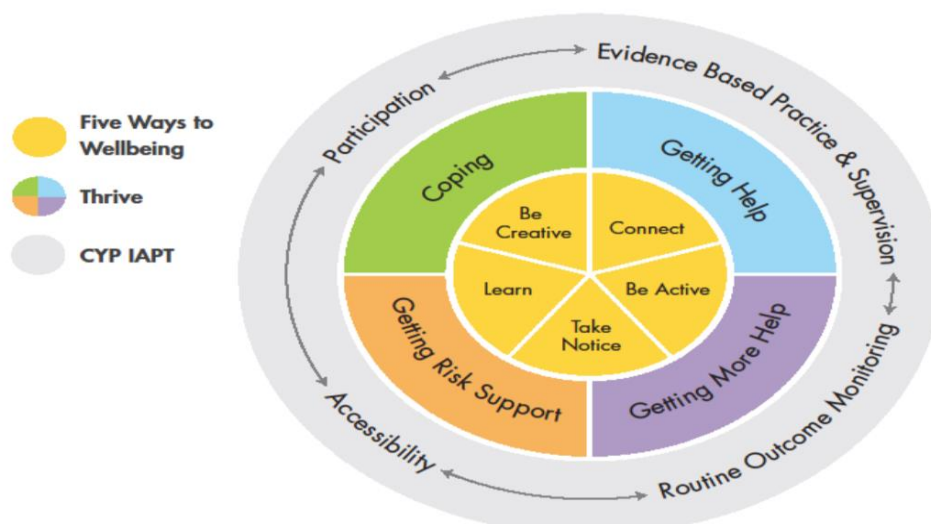 Five Ways to
Wellbeing
Thrive
CYP IAPT
Participation
Evidence Based Practice & Supervision
Routine Outcome Monitoring
Accessibility
Coping
Getting Help
Getting More Help
Getting Risk Support
Be
Creative
Connect
Be Active
Take
Notice
Learn